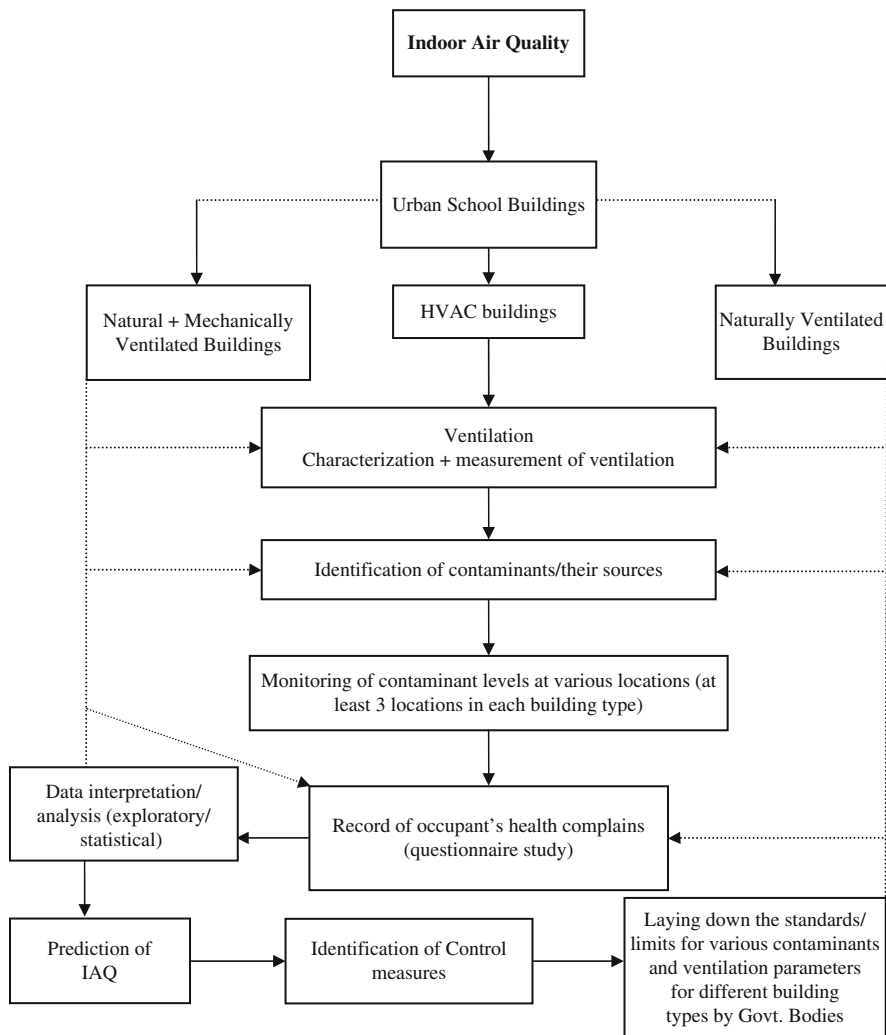 Indoor Air Quality
Urban School Buildings
Natural + Mechanically
Ventilated Buildings
HVAC buildings
Naturally Ventilated
Buildings
Ventilation
Characterization + measurement of ventilation
Identification of contaminants/their sources
Monitoring of contaminant levels at various locations (at
least 3 locations in each building type)
Data interpretation/
analysis (exploratory/
statistical)
Record of occupant’s health complains
(questionnaire study)
Prediction of
IAQ
Identification of Control
measures
Laying down the standards/
limits for various contaminants
and ventilation parameters
for different building
types by Govt. Bodies